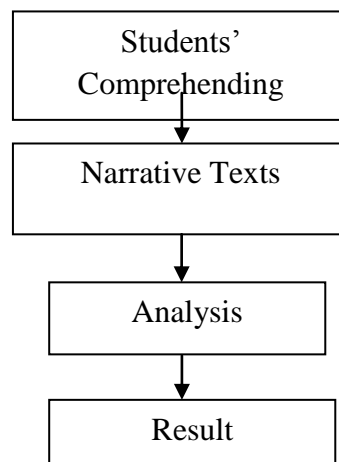 Students’
Comprehending
Narrative Texts
Analysis
Result